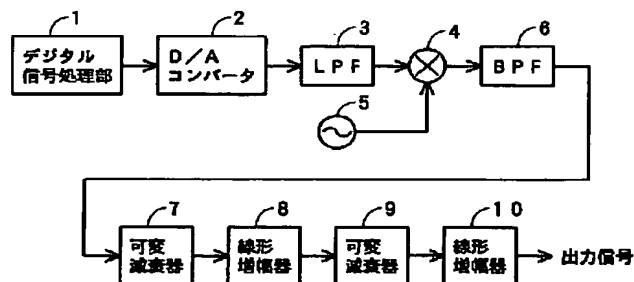 1
デジタル
信号処理部
2
D/A
コンバータ
3
LPF
4
5
6
BPF
7
可変
減衰器
8
線形
増幅器
9
可変
減衰器
10
線形
増幅器
出力信号